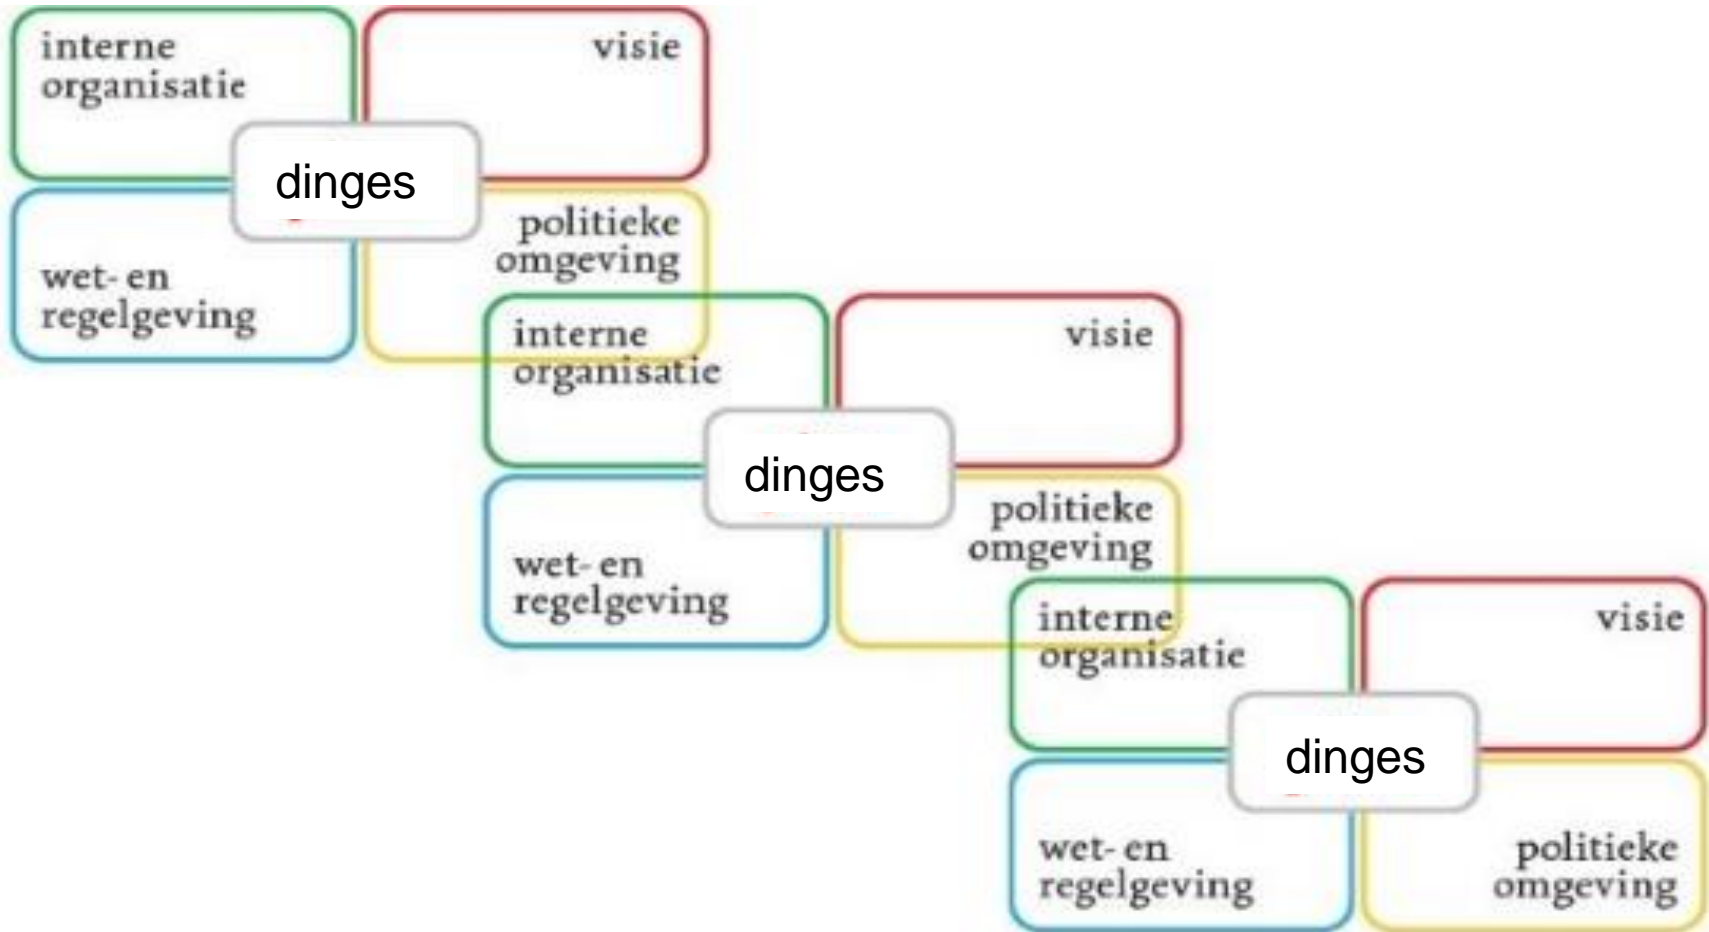 interne
organisatie
visie
dinges
wet- en
regelgeving
politieke
omgeving
interne
organisatie
visie
dinges
wet- en
regelgeving
politieke
omgeving
interne
organisatie
visie
dinges
wet- en
regelgeving
politieke
omgeving